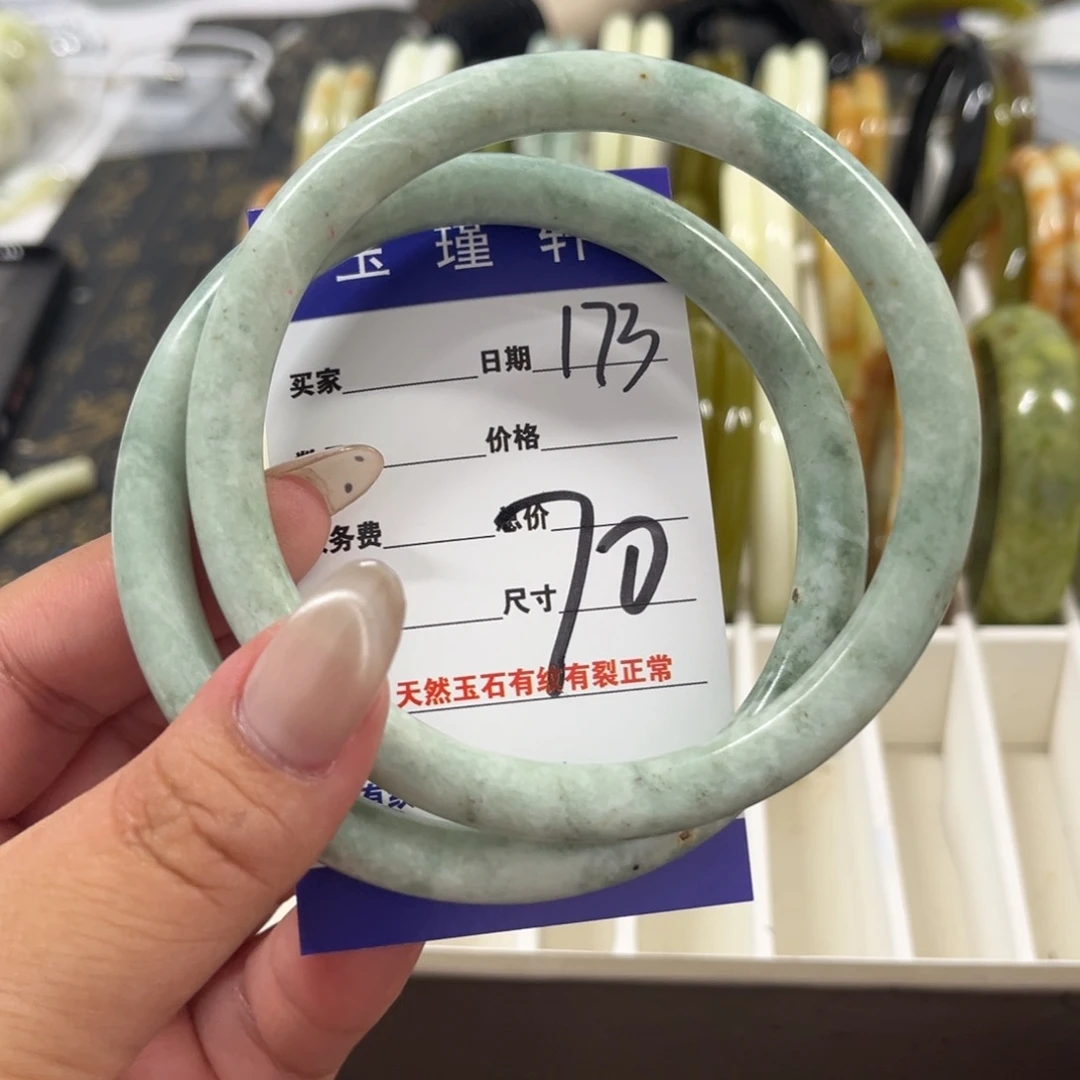 玉瑾轩
买家 日期 173
价格
务费 总价
尺寸 70
天然玉石有纹有裂正常